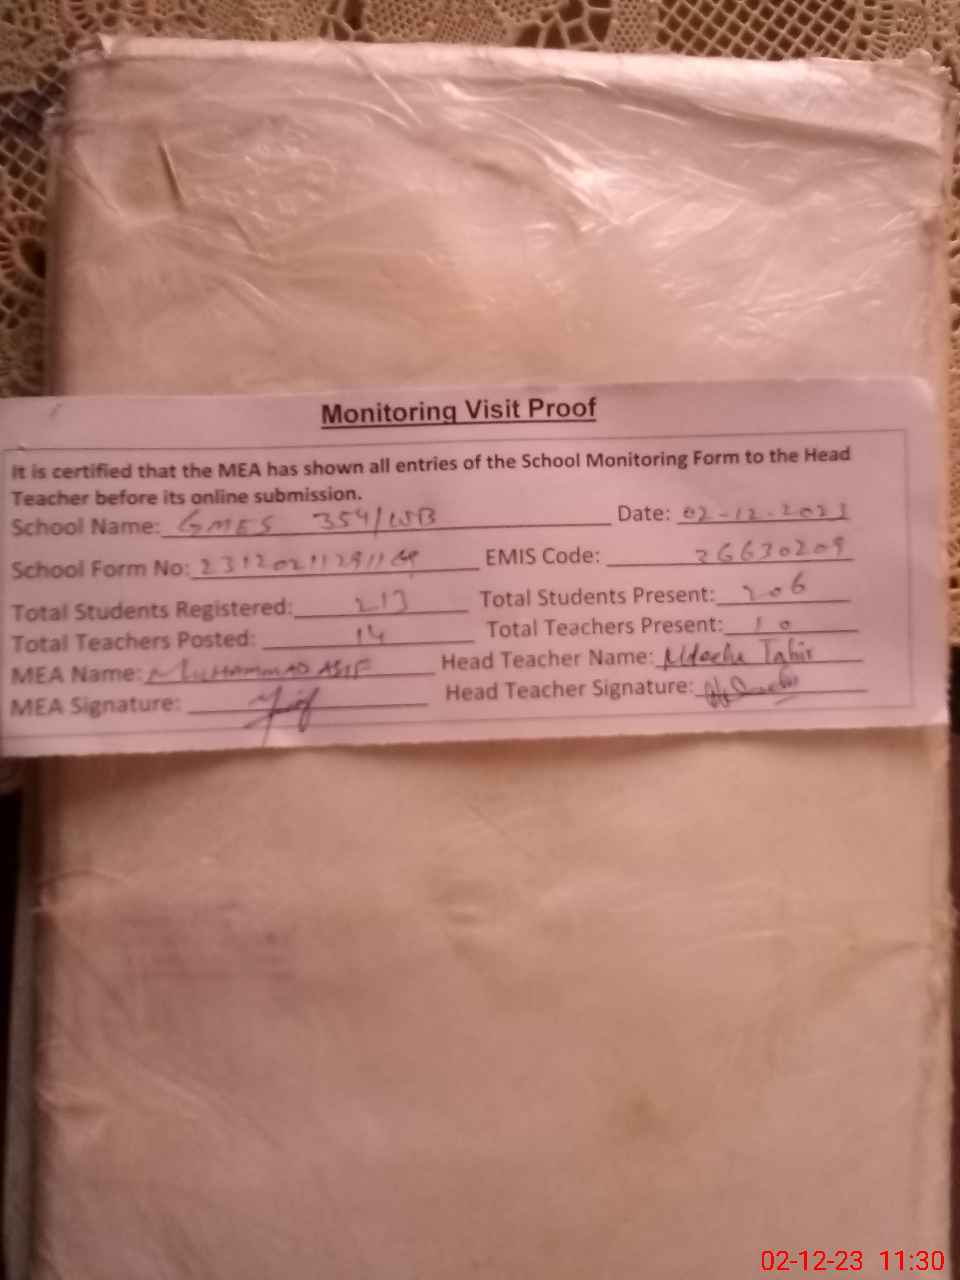 Monitoring Visit Proof
It is certified that the MEA has shown all entries of the School Monitoring Form to the Head
Teacher before its online submission.
School Name: GMES 354/WB Date: 02-12-2023
School Form No: EMIS Code: 36630209
Total Students Registered: 213 Total Students Present: 206
Total Teachers Posted: 14 Total Teachers Present: 10
MEA Name: MUHAMMAD ASIF Head Teacher Name: Tahir
MEA Signature: Head Teacher Signature:
02-12-23 11:30